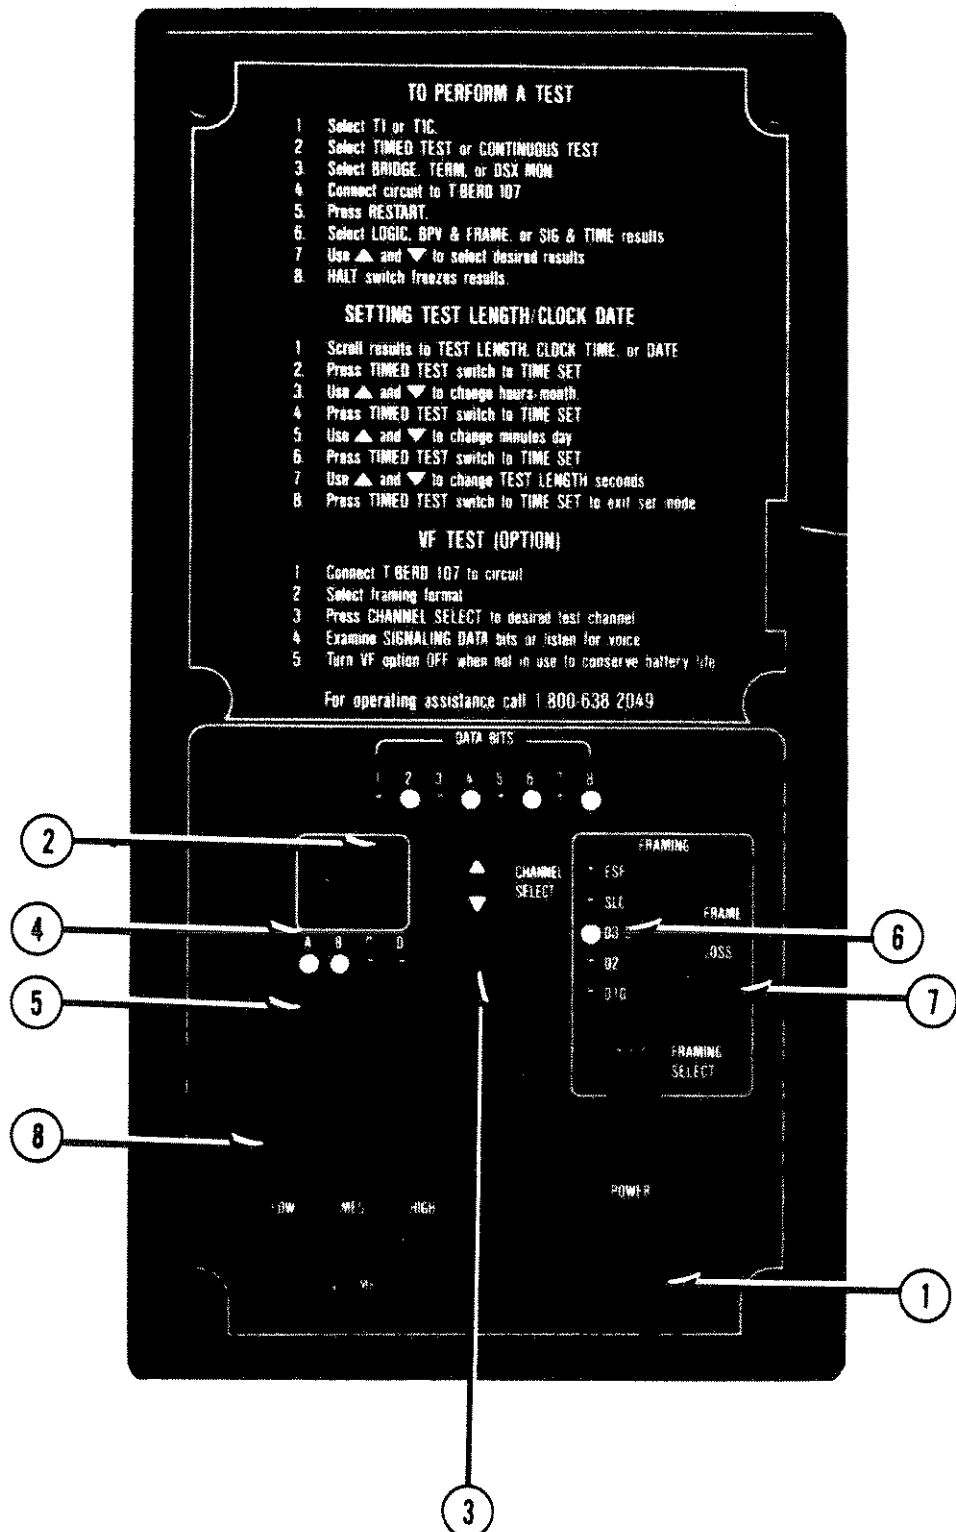 TO PERFORM A TEST
1 Select T1 or T1C.
2 Select TIMED TEST or CONTINUOUS TEST
3. Select BRIDGE, TERM, or DSX MON
4 Connect circuit to T-BERD 107
5. Press RESTART.
6. Select LOGIC, BPV & FRAME, or SIG & TIME results
7 Use ▲ and ▼ to select desired results
8. HALT switch freezes results.
SETTING TEST LENGTH/CLOCK DATE
1 Scroll results to TEST LENGTH, CLOCK TIME, or DATE
2. Press TIMED TEST switch to TIME SET
3. Use ▲ and ▼ to change hours-month.
4 Press TIMED TEST switch to TIME SET
5 Use ▲ and ▼ to change minutes day
6. Press TIMED TEST switch to TIME SET
7 Use ▲ and ▼ to change TEST LENGTH seconds
8 Press TIMED TEST switch to TIME SET to exit set mode
VF TEST (OPTION)
1 Connect T-BERD 107 to circuit
2 Select framing format
3 Press CHANNEL SELECT to desired test channel
4 Examine SIGNALING DATA bits or listen for voice
5 Turn VF option OFF when not in use to conserve battery life
For operating assistance call 1 800-638 2049
DATA BITS
1 2 3 4 5 6 7 8
2
▲
▼
CHANNEL
SELECT
FRAMING
ESF
SLC
FRAME
LOSS
D3
D2
D1D
4
A B C D
6
5
7
FRAMING
SELECT
8
POWER
LOW MED HIGH
1
3